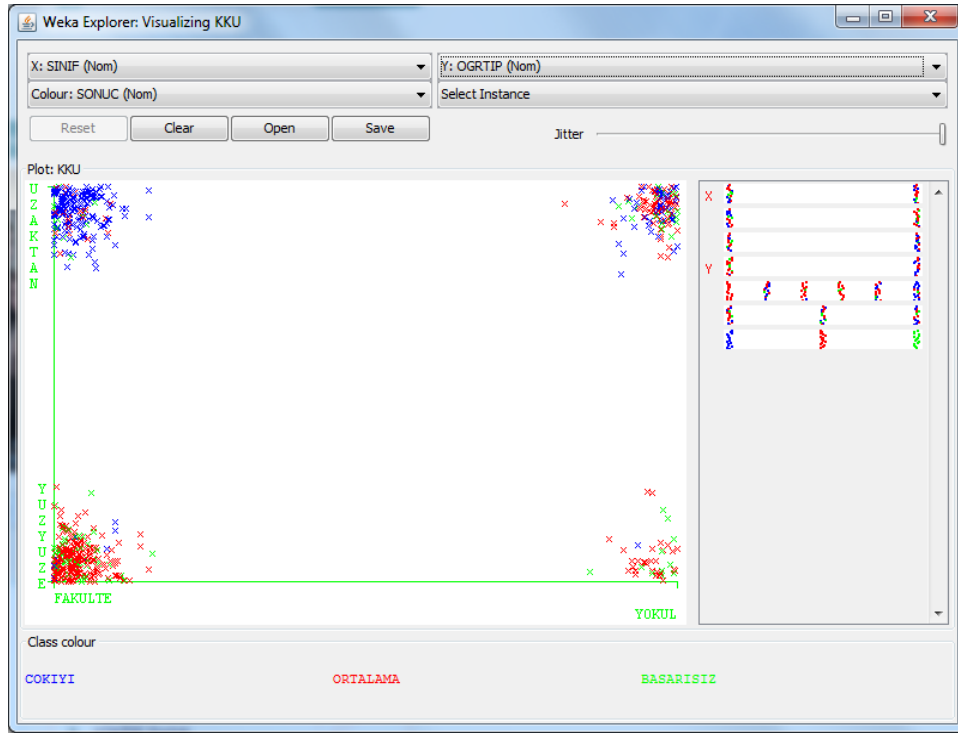 Weka Explorer: Visualizing KKU
X: SINIF (Nom)
Y: OGRTIP (Nom)
Colour: SONUC (Nom)
Select Instance
Reset
Clear
Open
Save
Jitter
Plot: KKU
UZAKTAN
YUZYUZE
FAKULTE
YOKUL
X
Y
Class colour
COKIYI
ORTALAMA
BASARISIZ